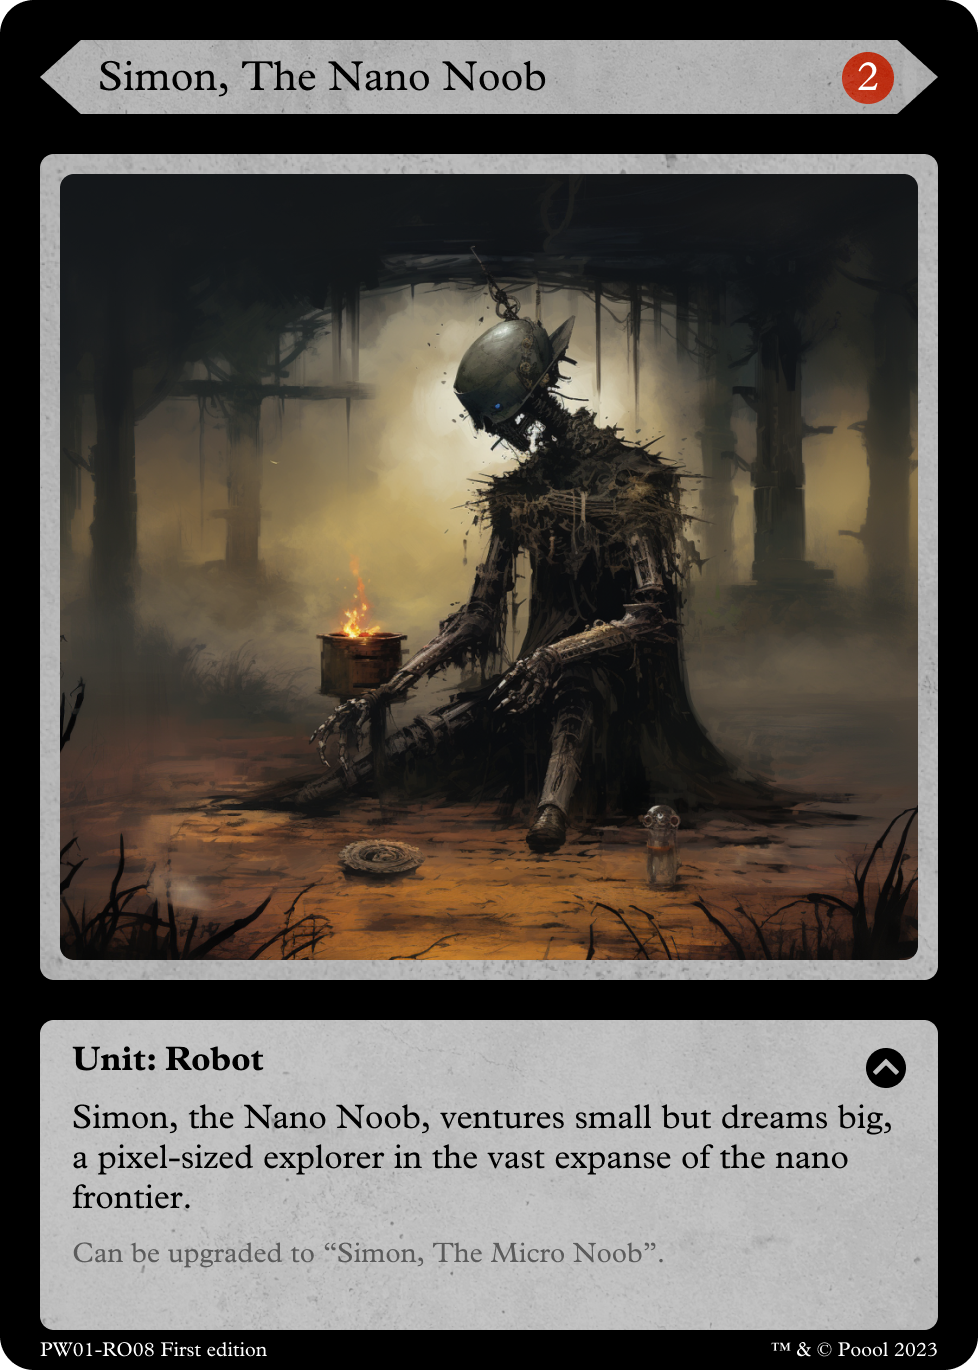 Simon, The Nano Noob
2
Unit: Robot
Simon, the Nano Noob, ventures small but dreams big,
a pixel-sized explorer in the vast expanse of the nano
frontier.
Can be upgraded to “Simon, The Micro Noob”.
PW01-RO08 First edition
™ & © Poool 2023